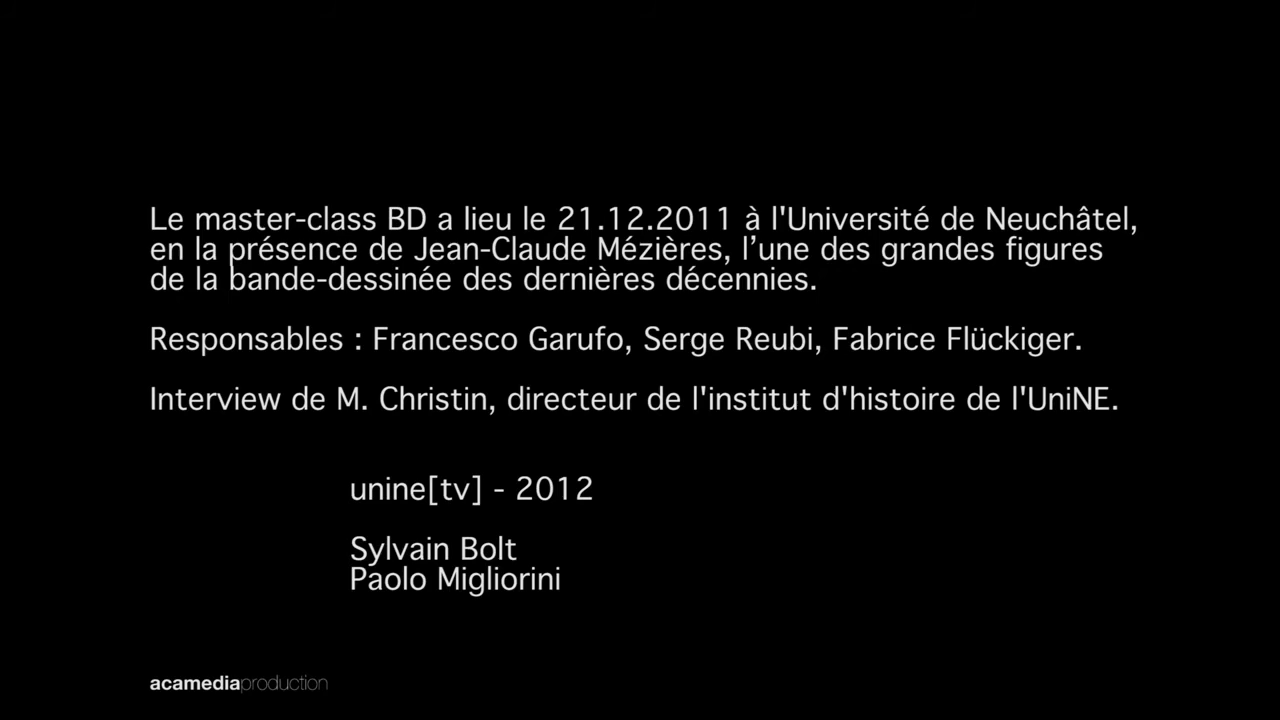 Le master-class BD a lieu le 21.12.2011 à l'Université de Neuchâtel,
en la présence de Jean-Claude Mézières, l’une des grandes figures
de la bande-dessinée des dernières décennies.
Responsables : Francesco Garufo, Serge Reubi, Fabrice Flückiger.
Interview de M. Christin, directeur de l'institut d'histoire de l'UniNE.
unine[tv] - 2012
Sylvain Bolt
Paolo Migliorini
acamediaproduction